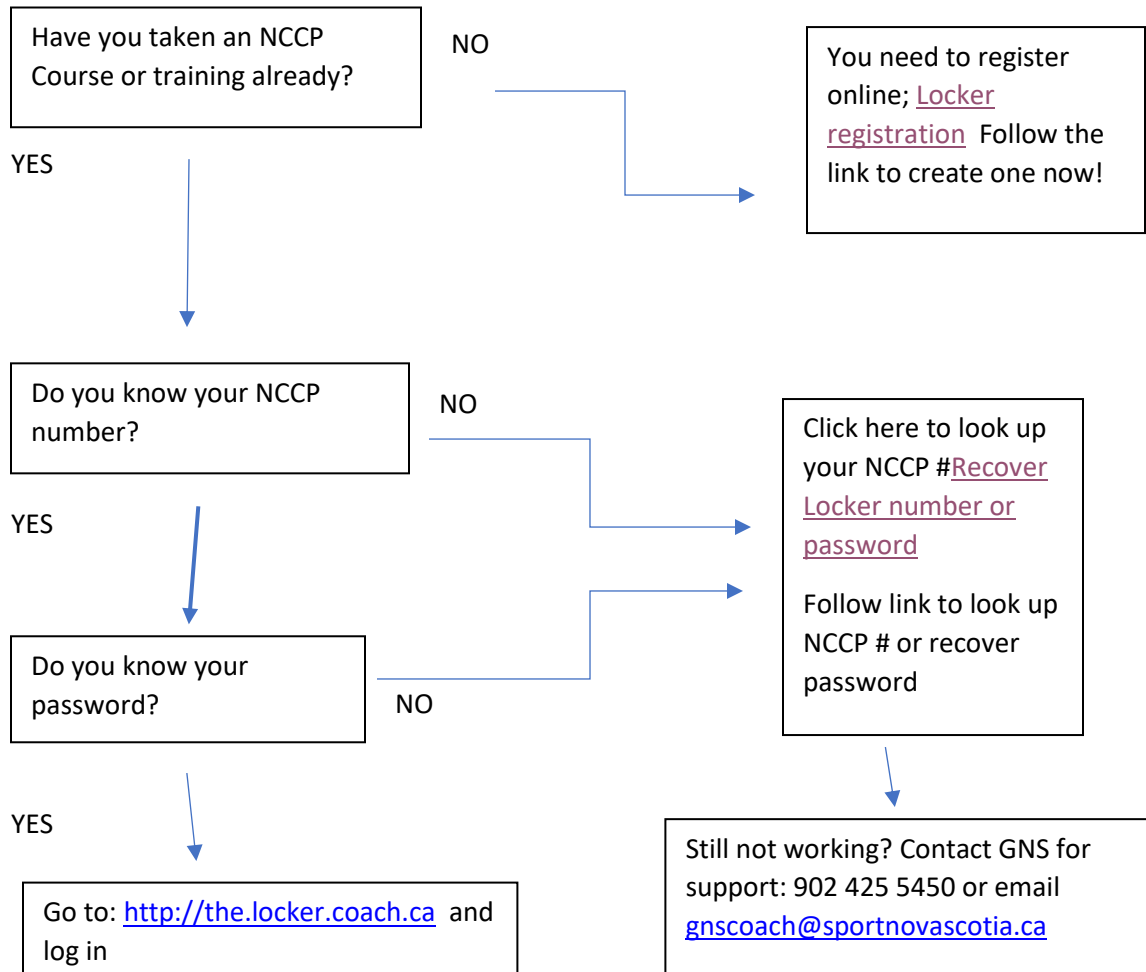 Have you taken an NCCP
Course or training already?
NO
You need to register
online; Locker
registration  Follow the
link to create one now!
YES
Do you know your NCCP
number?
NO
Click here to look up
your NCCP #Recover
Locker number or
password
Follow link to look up
NCCP # or recover
password
YES
Do you know your
password?
NO
YES
Still not working? Contact GNS for
support: 902 425 5450 or email
gnscoach@sportnovascotia.ca
Go to: http://the.locker.coach.ca  and
log in